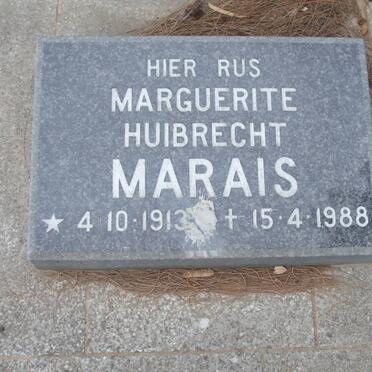 HIER RUS
MARGUERITE
HUIBRECHT
MARAIS
★ 4·10·1913 + 15·4·1988